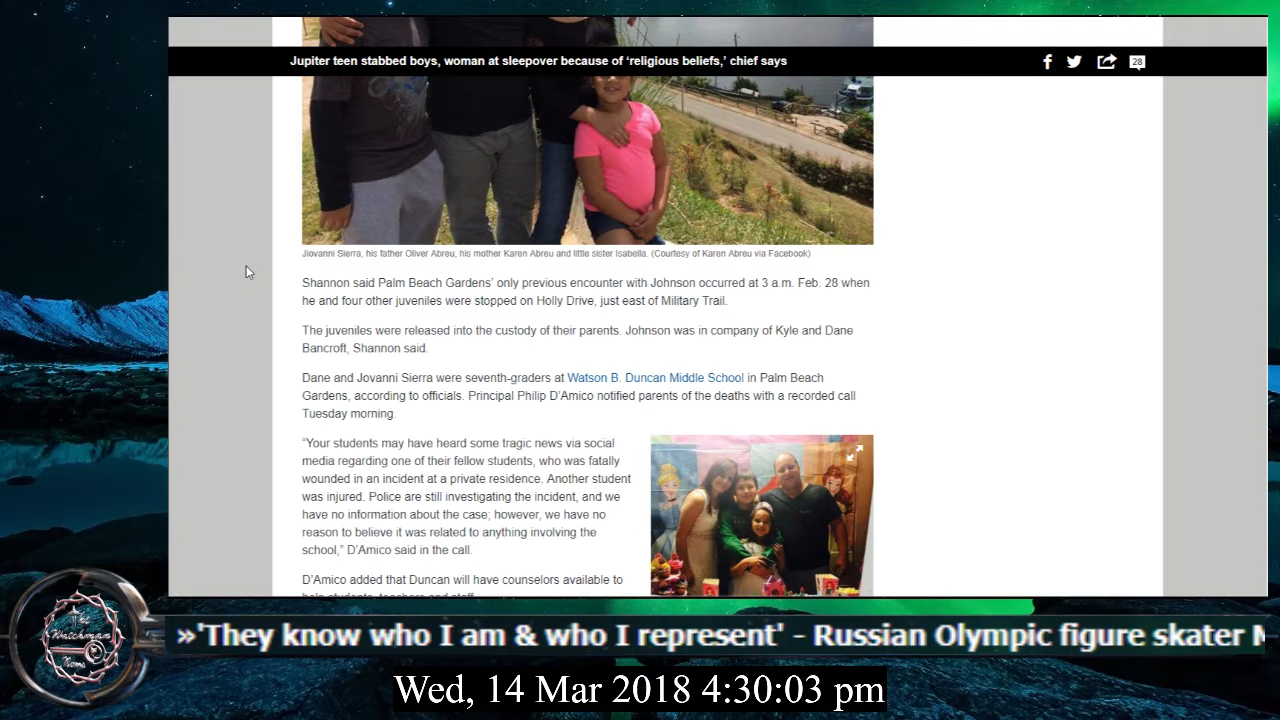 Jupiter teen stabbed boys, woman at sleepover because of ‘religious beliefs,’ chief says
28
Jiovanni Sierra, his father Oliver Abreu, his mother Karen Abreu and little sister Isabella. (Courtesy of Karen Abreu via Facebook)
Shannon said Palm Beach Gardens’ only previous encounter with Johnson occurred at 3 a.m. Feb. 28 when
he and four other juveniles were stopped on Holly Drive, just east of Military Trail.
The juveniles were released into the custody of their parents. Johnson was in company of Kyle and Dane
Bancroft, Shannon said.
Dane and Jovanni Sierra were seventh-graders at Watson B. Duncan Middle School in Palm Beach
Gardens, according to officials. Principal Philip D’Amico notified parents of the deaths with a recorded call
Tuesday morning.
“Your students may have heard some tragic news via social
media regarding one of their fellow students, who was fatally
wounded in an incident at a private residence. Another student
was injured. Police are still investigating the incident, and we
have no information about the case; however, we have no
reason to believe it was related to anything involving the
school,” D’Amico said in the call.
D’Amico added that Duncan will have counselors available to
help students, teachers and staff.
The
Watchman
»'They know who I am & who I represent' - Russian Olympic figure skater M
Wed, 14 Mar 2018 4:30:03 pm